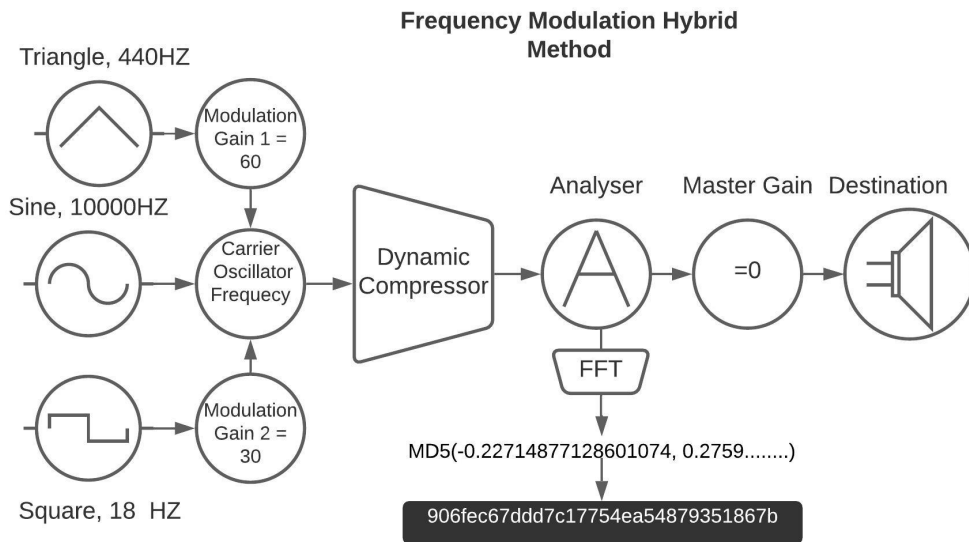 Frequency Modulation Hybrid
Method
Triangle, 440HZ
Modulation
Gain 1 =
60
Sine, 10000HZ
Carrier
Oscillator
Frequecy
Dynamic
Compressor
Analyser
Master Gain
Destination
=0
FFT
Modulation
Gain 2 =
30
Square, 18 HZ
MD5(-0.22714877128601074, 0.2759........)
906fec67ddd7c17754ea54879351867b